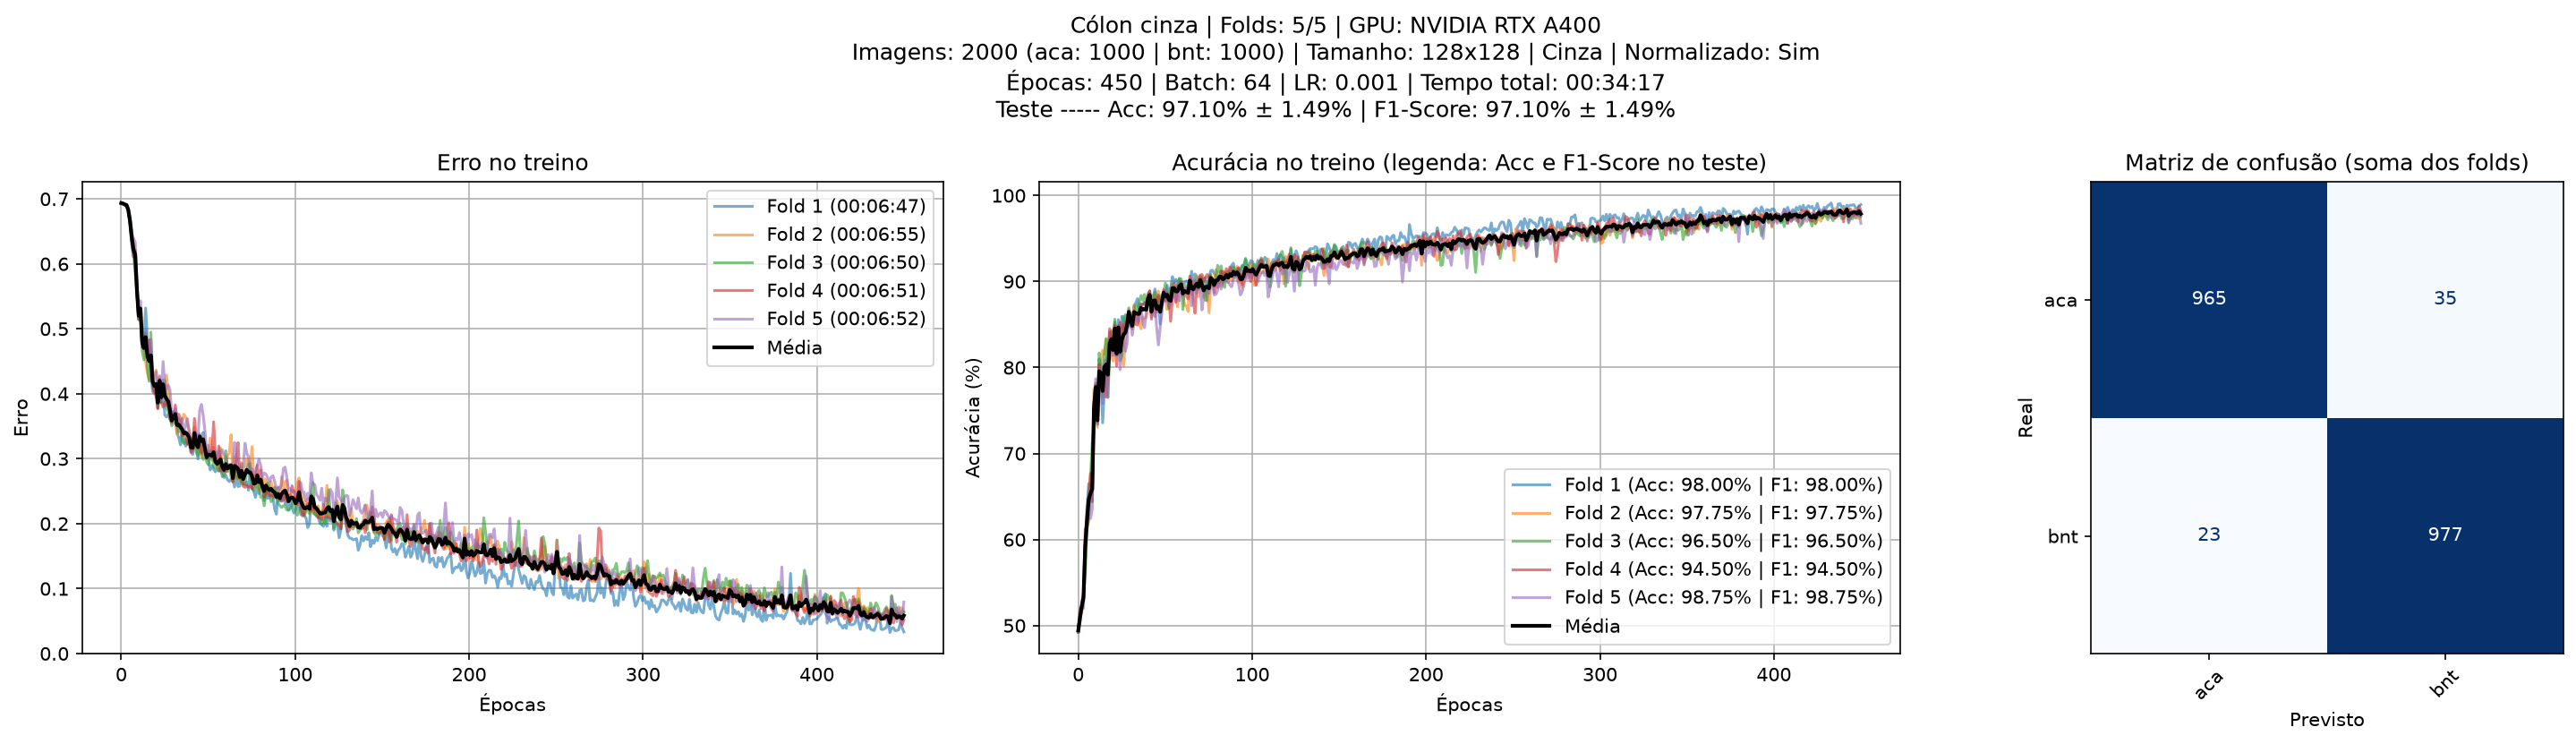 Cólon cinza | Folds: 5/5 | GPU: NVIDIA RTX A400
Imagens: 2000 (aca: 1000 | bnt: 1000) | Tamanho: 128x128 | Cinza | Normalizado: Sim
Épocas: 450 | Batch: 64 | LR: 0.001 | Tempo total: 00:34:17
Teste ----- Acc: 97.10% ± 1.49% | F1-Score: 97.10% ± 1.49%
Erro no treino
0.7
0.6
0.5
0.4
0.3
0.2
0.1
0.0
Erro
0
100
200
300
400
Épocas
Fold 1 (00:06:47)
Fold 2 (00:06:55)
Fold 3 (00:06:50)
Fold 4 (00:06:51)
Fold 5 (00:06:52)
Média
Acurácia no treino (legenda: Acc e F1-Score no teste)
100
90
80
70
60
50
Acurácia (%)
0
100
200
300
400
Épocas
Fold 1 (Acc: 98.00% | F1: 98.00%)
Fold 2 (Acc: 97.75% | F1: 97.75%)
Fold 3 (Acc: 96.50% | F1: 96.50%)
Fold 4 (Acc: 94.50% | F1: 94.50%)
Fold 5 (Acc: 98.75% | F1: 98.75%)
Média
Matriz de confusão (soma dos folds)
Real
aca
965
35
bnt
23
977
aca
bnt
Previsto